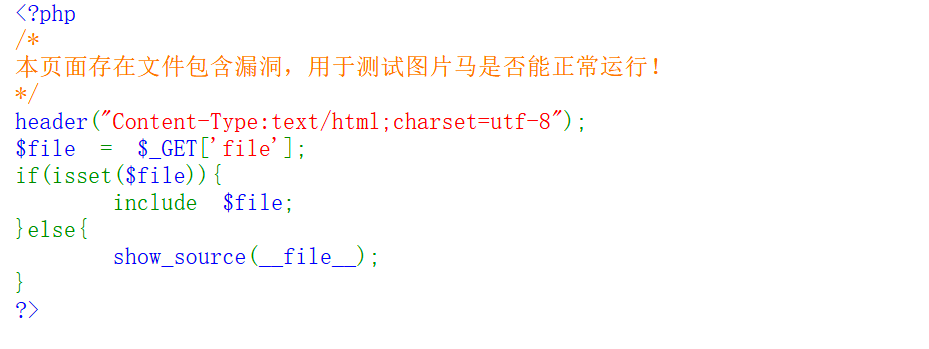 <?php
/*
本页面存在文件包含漏洞，用于测试图片马是否能正常运行！
*/
header("Content-Type:text/html;charset=utf-8");
$file  =  $_GET['file'];
if(isset($file)){
        include  $file;
}else{
        show_source(__file__);
}
?>